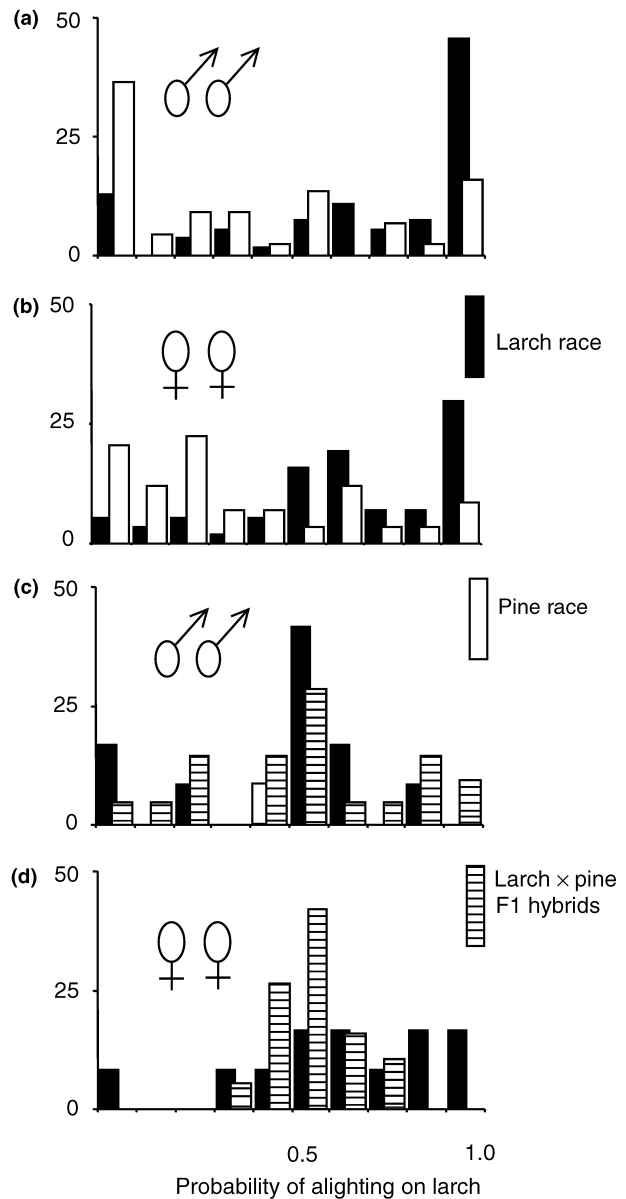 (a)
50
25
0
(b)
50
25
0
Larch race
(c)
50
25
0
Pine race
(d)
50
25
0
Larch × pine
F1 hybrids
0.5 1.0
Probability of alighting on larch